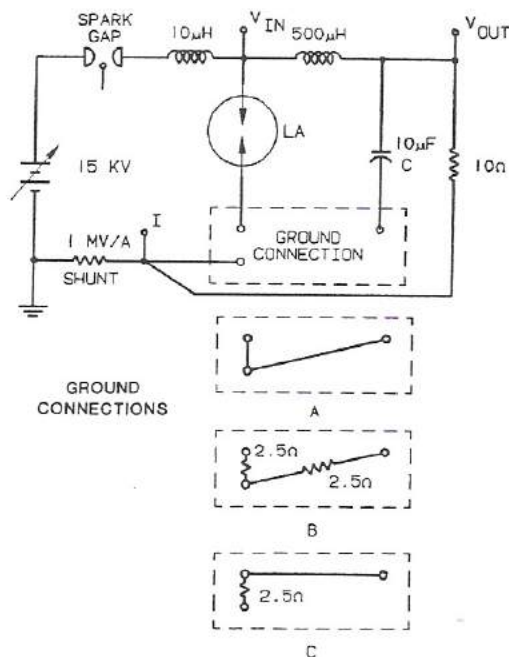 SPARK
GAP
10μH
VIN
500μH
VOUT
LA
10μF
C
10Ω
15 KV
I
1 MV/A
SHUNT
GROUND
CONNECTION
GROUND
CONNECTIONS
A
2.5Ω
2.5Ω
B
2.5Ω
C